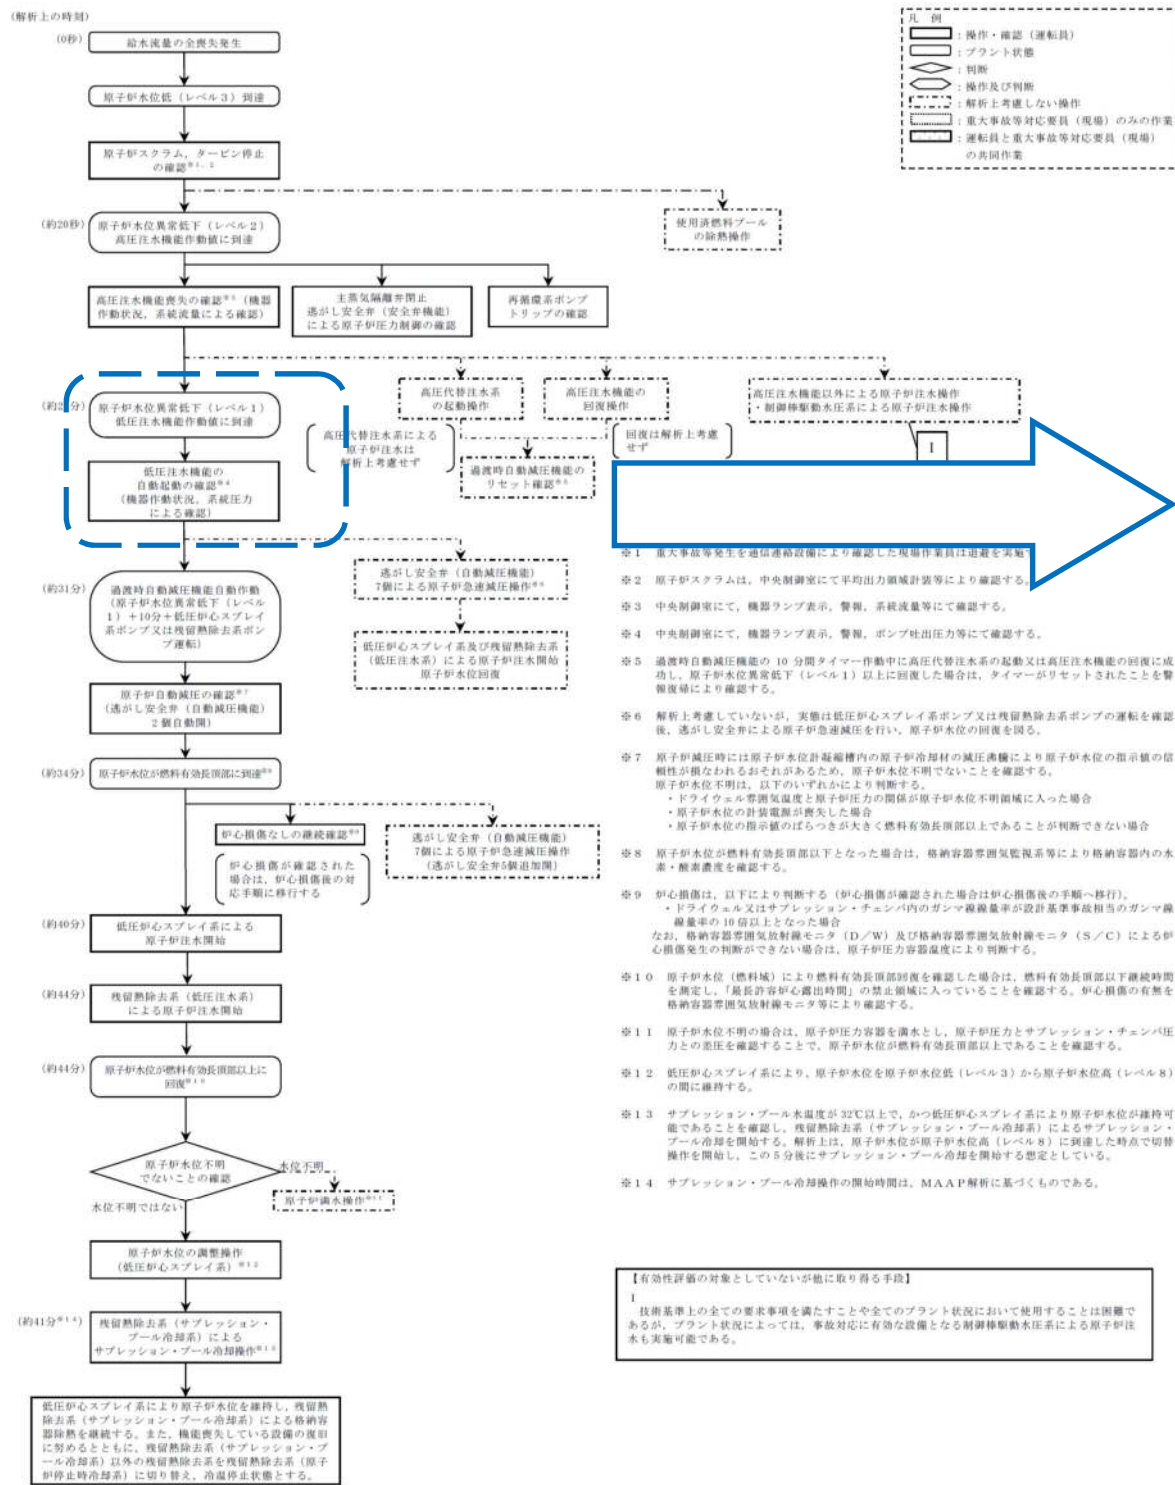 (解析上の時刻)
(0秒)
給水流量の全喪失発生
原子炉水位低（レベル３）到達
原子炉スクラム，タービン停止
の確認※１，２
(約20秒)
原子炉水位異常低下（レベル２）
高圧注水機能作動値に到達
使用済燃料プール
の除熱操作
高圧注水機能喪失の確認※３（機器
作動状況，系統流量による確認）
主蒸気隔離弁閉止
逃がし安全弁（安全弁機能）
による原子炉圧力制御の確認
再循環系ポンプ
トリップの確認
原子炉水位異常低下（レベル１）
低圧注水機能作動値に到達
高圧代替注水系
の起動操作
高圧注水機能の
回復操作
高圧注水機能以外による原子炉注水操作
・制御棒駆動水圧系による原子炉注水操作
高圧代替注水系による
原子炉注水は
解析上考慮せず
回復は解析上考慮
せず
Ⅰ
過渡時自動減圧機能の
リセット確認※５
低圧注水機能の
自動起動の確認※４
(機器作動状況，系統圧力
による確認)
(約31分)
過渡時自動減圧機能自動作動
(原子炉水位異常低下（レベル
１）＋10分＋低圧炉心スプレイ
系ポンプ又は残留熱除去系ポン
プ運転)
逃がし安全弁（自動減圧機能）
7個による原子炉急速減圧操作※６
低圧炉心スプレイ系及び残留熱除去系
(低圧注水系）による原子炉注水開始
原子炉水位回復
原子炉自動減圧の確認※７
(逃がし安全弁（自動減圧機能）
２個自動開)
(約34分)
原子炉水位が燃料有効長頂部に到達※８
炉心損傷なしの継続確認※９
炉心損傷が確認された
場合は，炉心損傷後の対
応手順に移行する
逃がし安全弁（自動減圧機能）
7個による原子炉急速減圧操作
(逃がし安全弁5個追加開)
(約40分)
低圧炉心スプレイ系による
原子炉注水開始
(約44分)
残留熱除去系（低圧注水系）
による原子炉注水開始
(約44分)
原子炉水位が燃料有効長頂部以上に
回復※１０
原子炉水位不明
でないことの確認
水位不明
原子炉満水操作※１１
水位不明ではない
原子炉水位の調整操作
(低圧炉心スプレイ系）※１２
(約41分※１４)
残留熱除去系（サプレッション・
プール冷却系）による
サプレッション・プール冷却操作※１３
低圧炉心スプレイ系により原子炉水位を維持し，残留熱
除去系（サプレッション・プール冷却系）による格納容
器除熱を継続する。また，機能喪失している設備の復旧
に努めるとともに，残留熱除去系（サプレッション・プ
ール冷却系）以外の残留熱除去系を残留熱除去系（原子
炉停止時冷却系）に切り替え，冷温停止状態とする。
凡　例
：操作・確認（運転員）
：プラント状態
：判断
：操作及び判断
：解析上考慮しない操作
：重大事故等対応要員（現場）のみの作業
：運転員と重大事故等対応要員（現場）
の共同作業
※１　重大事故等発生を通信連絡設備により確認した現場作業員は退避を実施
※２　原子炉スクラムは，中央制御室にて平均出力領域計装等により確認する。
※３　中央制御室にて，機器ランプ表示，警報，系統流量等にて確認する。
※４　中央制御室にて，機器ランプ表示，警報，ポンプ吐出圧力等にて確認する。
※５　過渡時自動減圧機能の 10 分間タイマー作動中に高圧代替注水系の起動又は高圧注水機能の回復に成
功し，原子炉水位異常低下（レベル１）以上に回復した場合は，タイマーがリセットされたことを警
報復帰により確認する。
※６　解析上考慮していないが，実態は低圧炉心スプレイ系ポンプ又は残留熱除去系ポンプの運転を確認
後，逃がし安全弁による原子炉急速減圧を行い，原子炉水位の回復を図る。
※７　原子炉減圧時には原子炉水位計凝縮槽内の原子炉冷却材の減圧沸騰により原子炉水位の指示値の信
頼性が損なわれるおそれがあるため，原子炉水位不明でないことを確認する。
原子炉水位不明は，以下のいずれかにより判断する。
・ドライウェル雰囲気温度と原子炉圧力の関係が原子炉水位不明領域に入った場合
・原子炉水位の計装電源が喪失した場合
・原子炉水位の指示値のばらつきが大きく燃料有効長頂部以上であることが判断できない場合
※８　原子炉水位が燃料有効長頂部以下となった場合は，格納容器雰囲気監視系等により格納容器内の水
素・酸素濃度を確認する。
※９　炉心損傷は，以下により判断する（炉心損傷が確認された場合は炉心損傷後の手順へ移行)。
・ドライウェル又はサプレッション・チェンバ内のガンマ線線量率が設計基準事故相当のガンマ線
線量率の 10 倍以上となった場合
なお，格納容器雰囲気放射線モニタ（Ｄ／Ｗ）及び格納容器雰囲気放射線モニタ（Ｓ／Ｃ）による炉
心損傷発生の判断ができない場合は，原子炉圧力容器温度により判断する。
※１０　原子炉水位（燃料域）により燃料有効長頂部回復を確認した場合は，燃料有効長頂部以下継続時間
を測定し，「最長許容炉心露出時間」の禁止領域に入っていることを確認する。炉心損傷の有無を
格納容器雰囲気放射線モニタ等により確認する。
※１１　原子炉水位不明の場合は，原子炉圧力容器を満水とし，原子炉圧力とサプレッション・チェンバ圧
力との差圧を確認することで，原子炉水位が燃料有効長頂部以上であることを確認する。
※１２　低圧炉心スプレイ系により，原子炉水位を原子炉水位低（レベル３）から原子炉水位高（レベル８）
の間に維持する。
※１３　サプレッション・プール水温度が 32℃以上で，かつ低圧炉心スプレイ系により原子炉水位が維持可
能であることを確認し，残留熱除去系（サプレッション・プール冷却系）によるサプレッション・
プール冷却を開始する。解析上は，原子炉水位が原子炉水位高（レベル８）に到達した時点で切替
操作を開始し，この５分後にサプレッション・プール冷却を開始する想定としている。
※１４　サプレッション・プール冷却操作の開始時間は，ＭＡＡＰ解析に基づくものである。
【有効性評価の対象としていないが他に取り得る手段】
Ⅰ
技術基準上の全ての要求事項を満たすことや全てのプラント状況において使用することは困難で
あるが，プラント状況によっては，事故対応に有効な設備となる制御棒駆動水圧系による原子炉注
水も実施可能である。